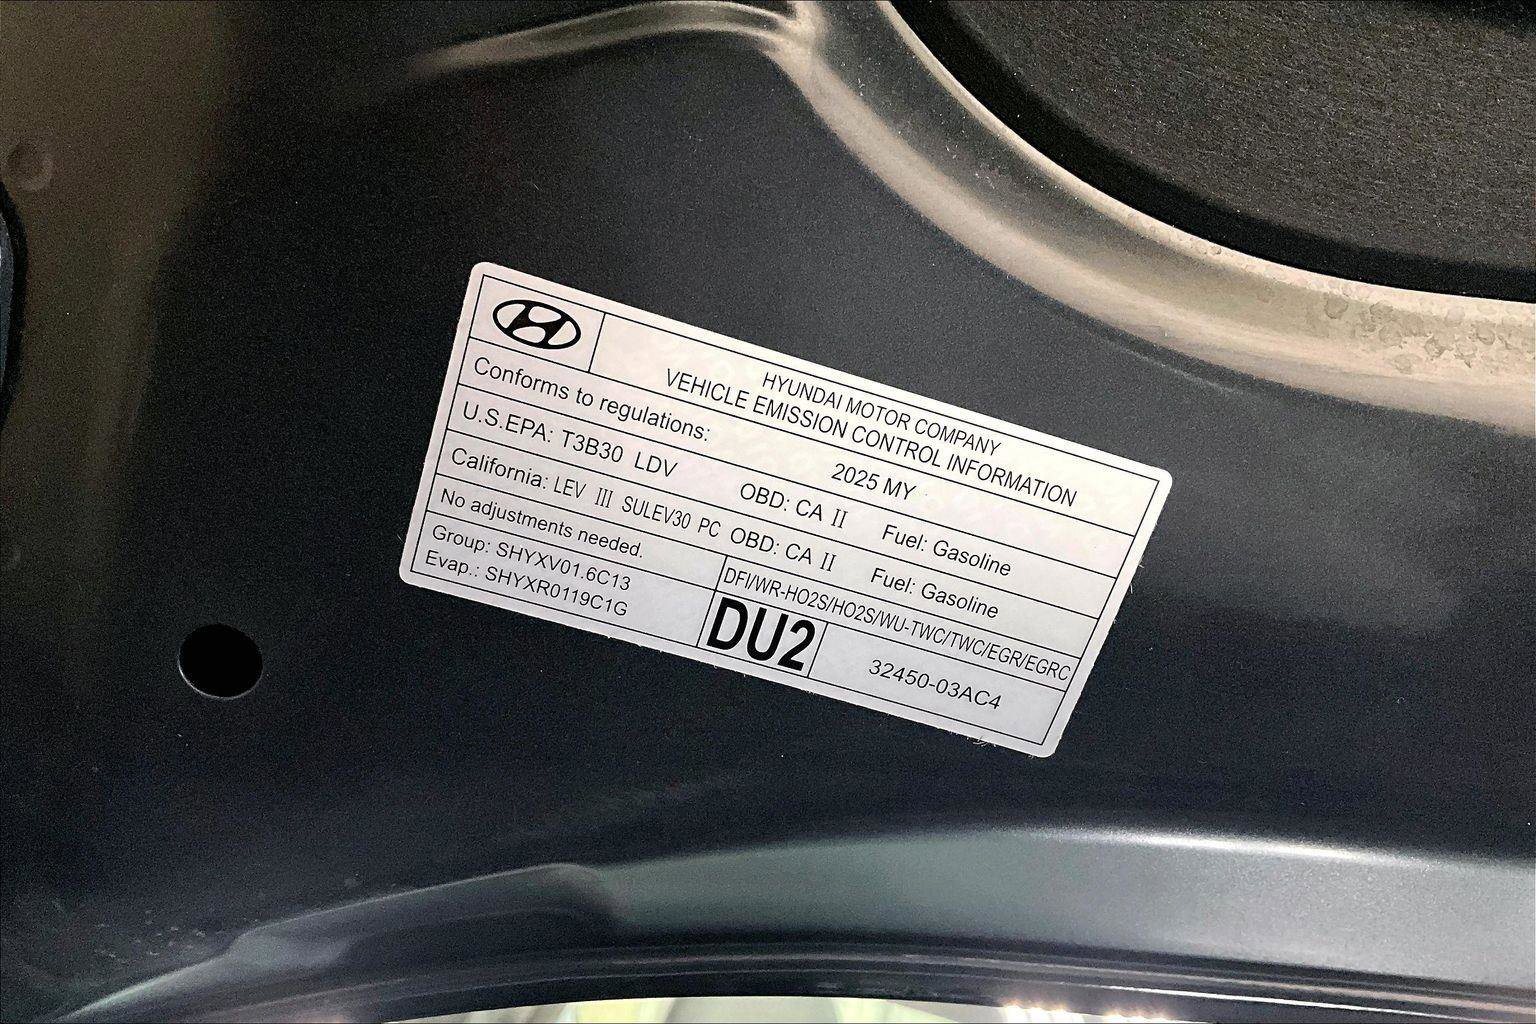 HYUNDAI MOTOR COMPANY
VEHICLE EMISSION CONTROL INFORMATION
Conforms to regulations: 2025 MY
U.S.EPA: T3B30 LDV OBD: CA II Fuel: Gasoline
California: LEV III SULEV30 PC OBD: CA II Fuel: Gasoline
No adjustments needed.
DFI/WR-HO2S/HO2S/WU-TWC/TWC/EGR/EGRC
Group: SHYXV01.6C13
Evap.: SHYXR0119C1G
DU2
32450-03AC4